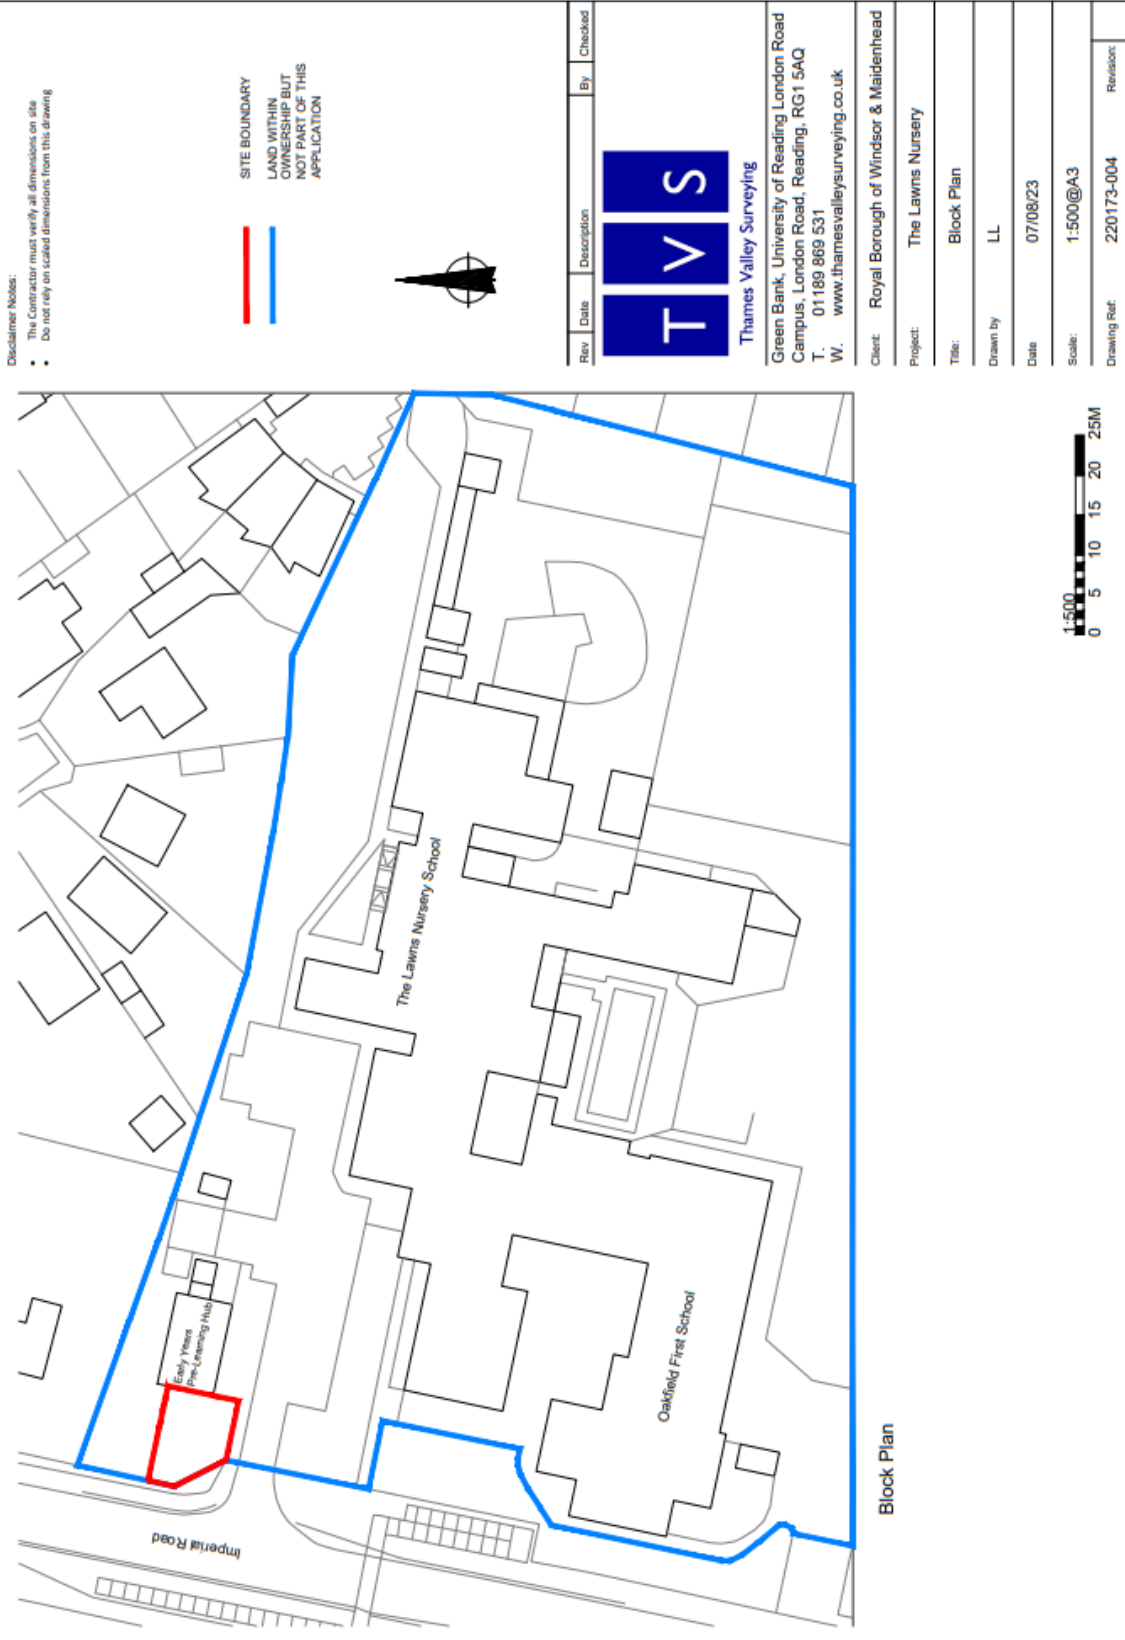 Disclaimer Notes:
• The Contractor must verify all dimensions on site
• Do not rely on scaled dimensions from this drawing
SITE BOUNDARY
LAND WITHIN
OWNERSHIP BUT
NOT PART OF THIS
APPLICATION
Rev Date Description By Checked
T V S
Thames Valley Surveying
Green Bank, University of Reading London Road
Campus, London Road, Reading, RG1 5AQ
T. 01189 869 531
W. www.thamesvalleysurveying.co.uk
Client: Royal Borough of Windsor & Maidenhead
Project: The Lawns Nursery
Title: Block Plan
Drawn by LL
Date 07/08/23
Scale: 1:500@A3
Drawing Ref: 220173-004 Revision:
The Lawns Nursery School
Early Years
Pre-Learning Hub
Oakfield First School
Imperial Road
Block Plan
1:500
0 5 10 15 20 25M